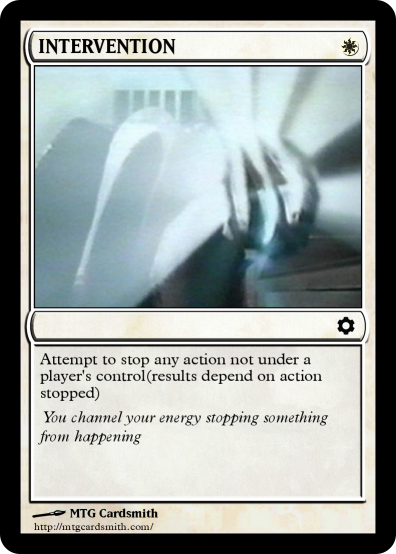 INTERVENTION
Attempt to stop any action not under a
player's control(results depend on action
stopped)
You channel your energy stopping something
from happening
MTG Cardsmith
http://mtgcardsmith.com/